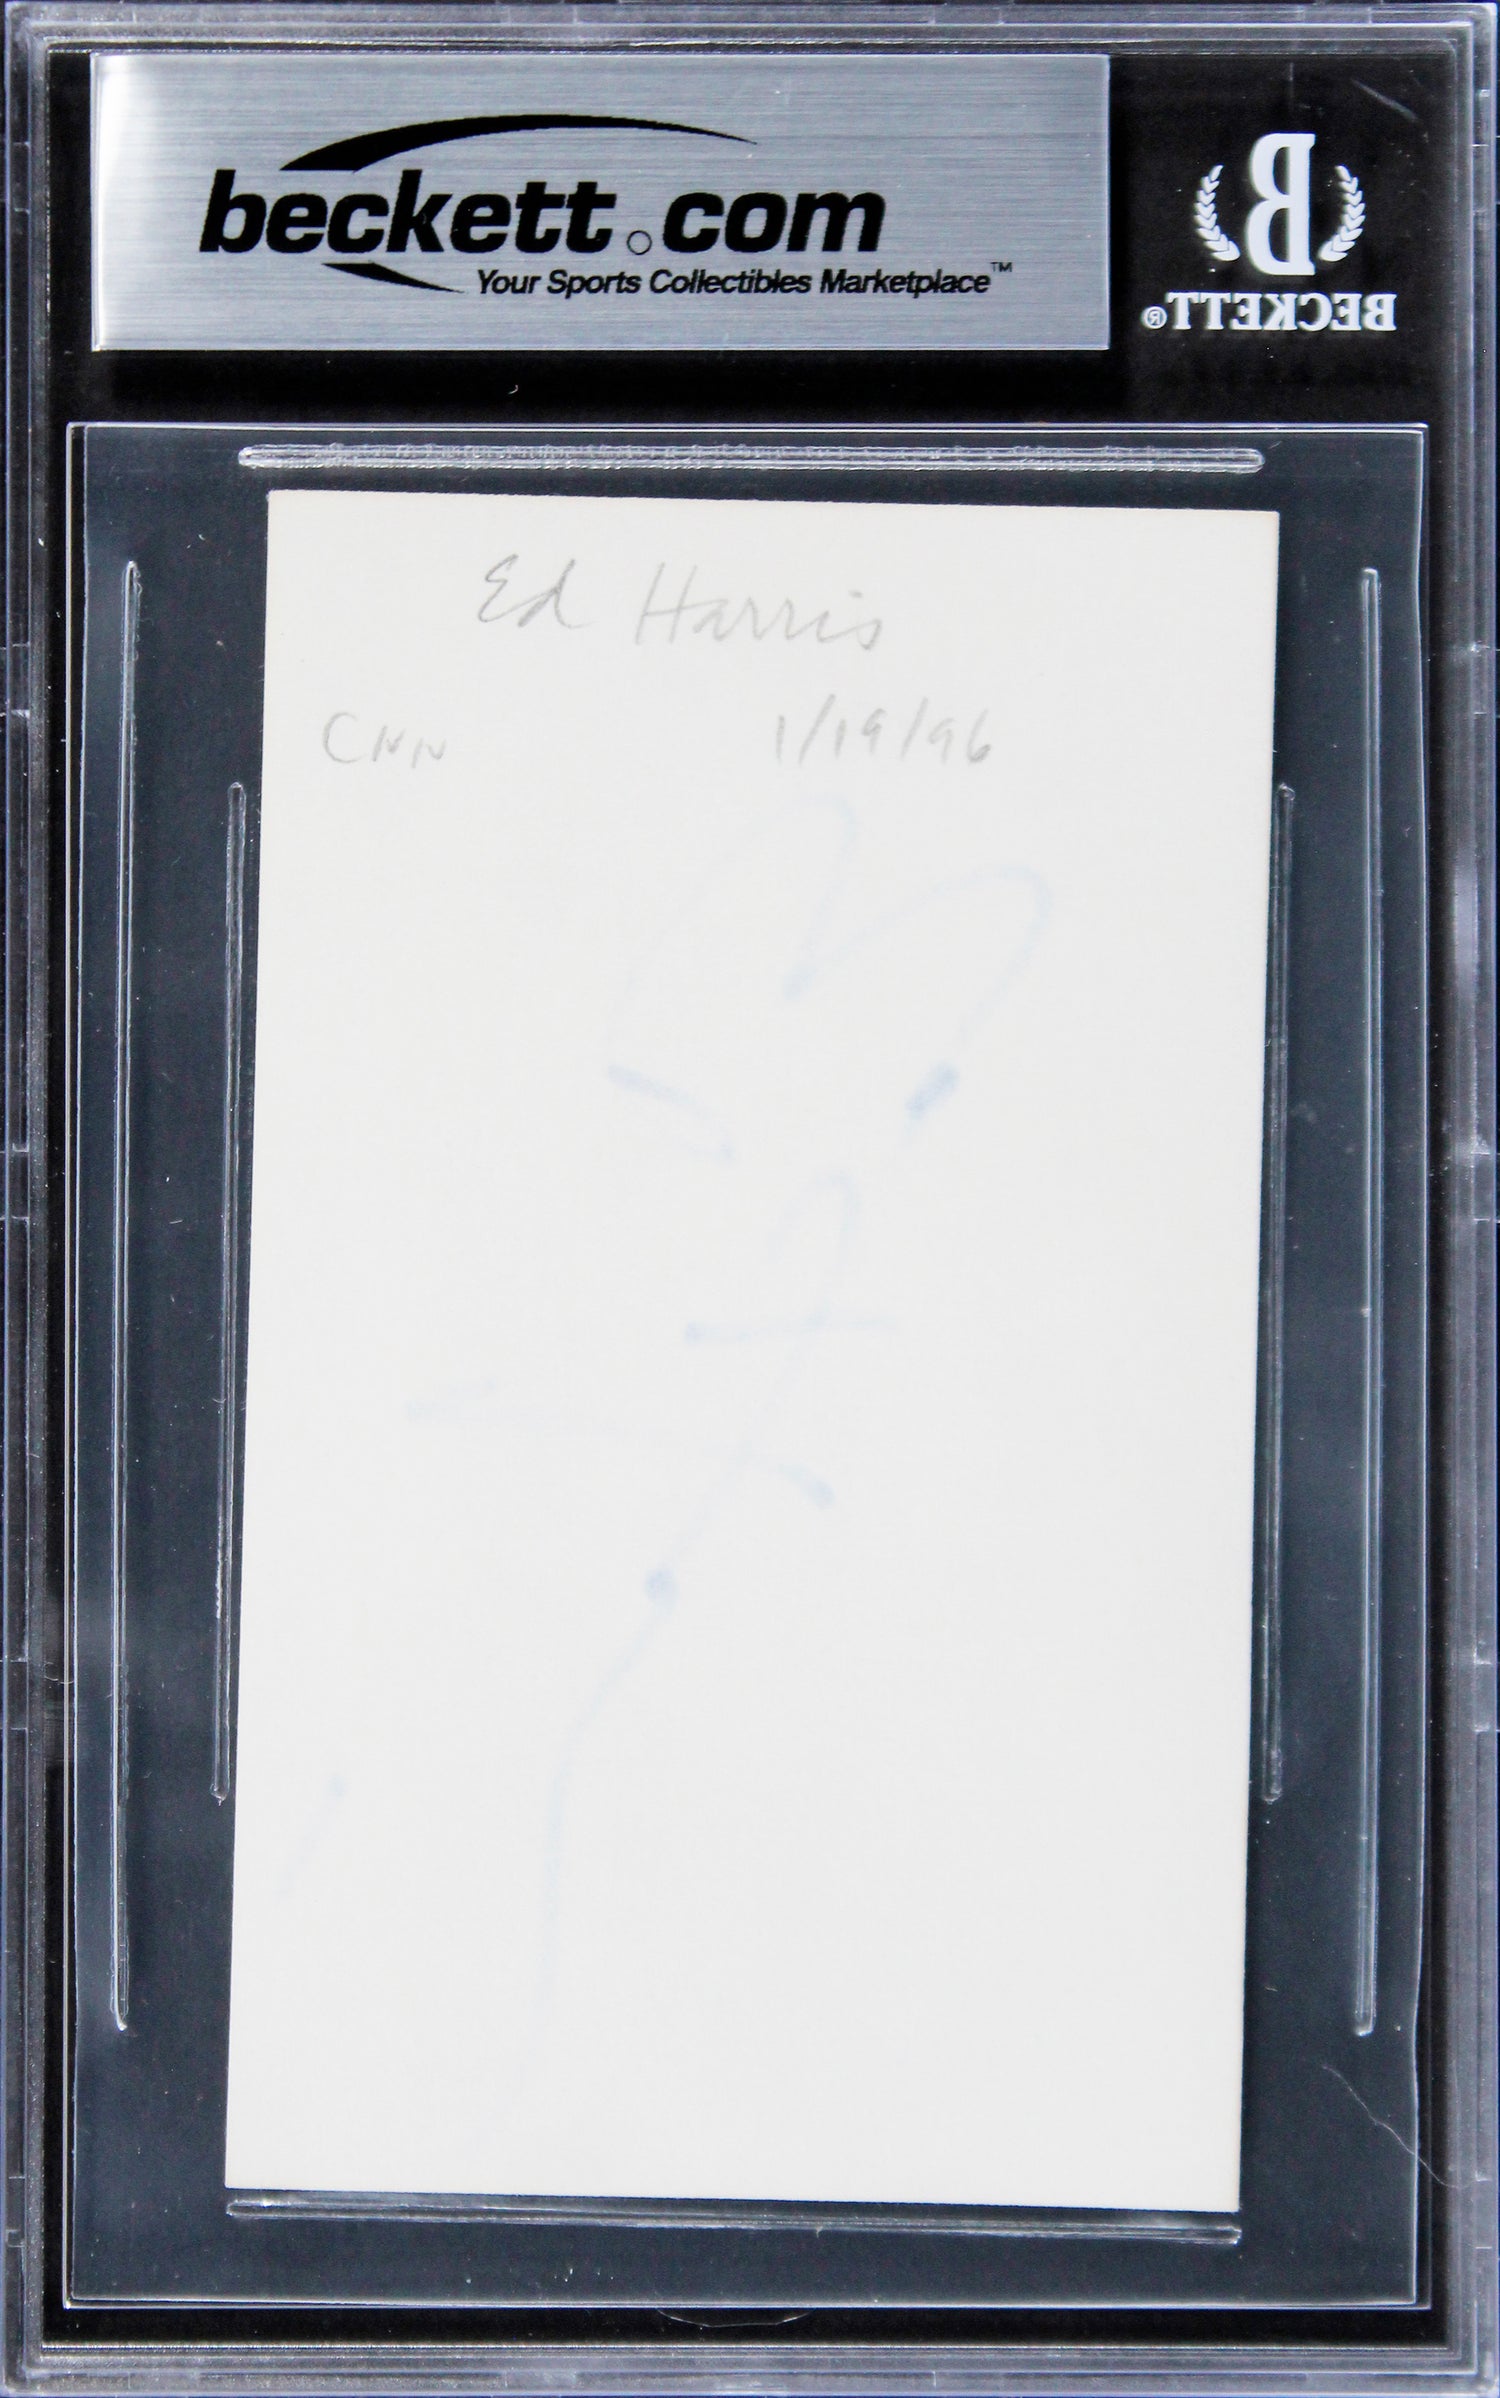 beckett.com
Your Sports Collectibles Marketplace™
B
BECKETT®
Ed Harris
CNN 1/19/96